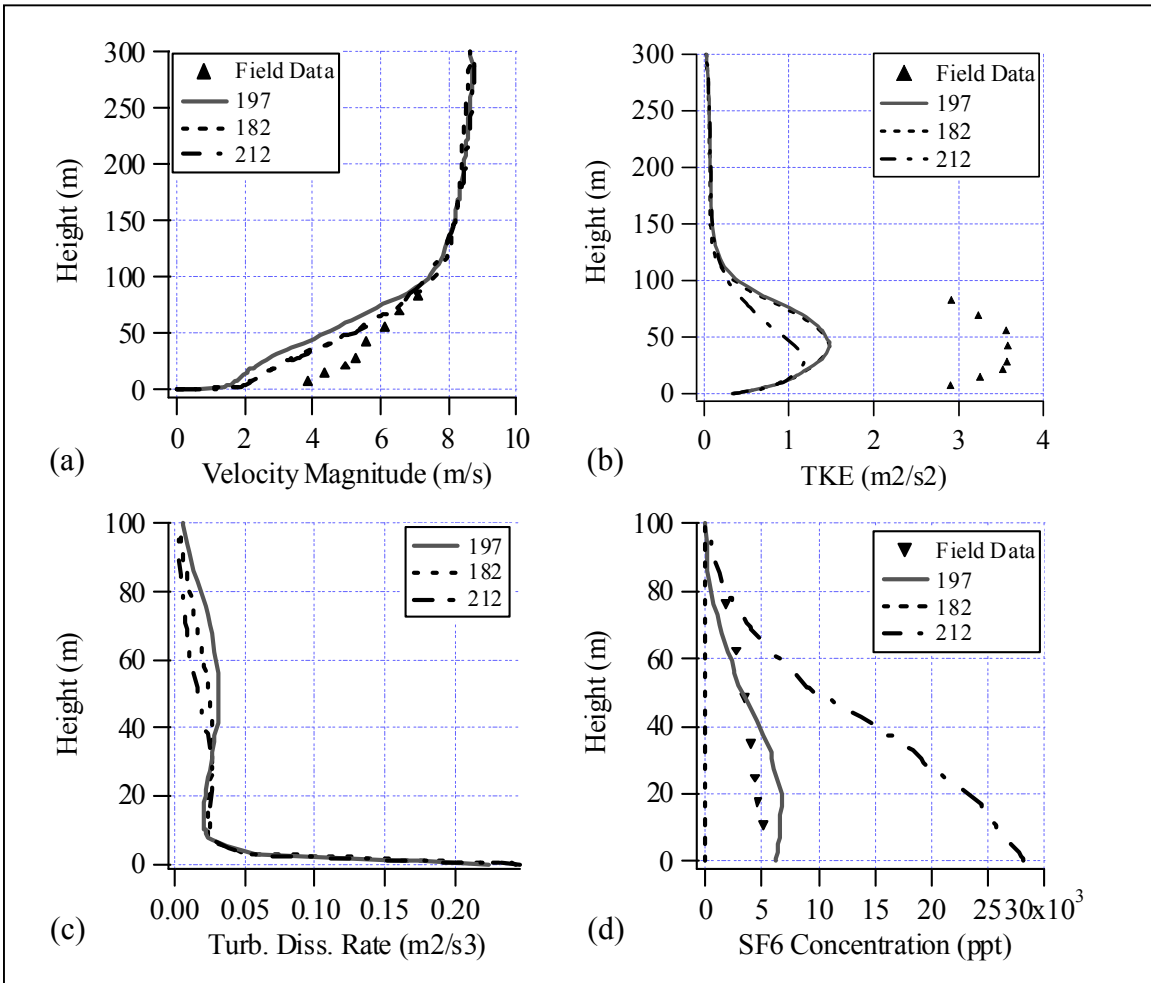 300
250
200
150
100
50
0
Height (m)
Field Data
197
182
212
0 2 4 6 8 10
(a)
Velocity Magnitude (m/s)
300
250
200
150
100
50
0
Height (m)
Field Data
197
182
212
0 1 2 3 4
(b)
TKE (m2/s2)
100
80
60
40
20
0
Height (m)
197
182
212
0.00 0.05 0.10 0.15 0.20
(c)
Turb. Diss. Rate (m2/s3)
100
80
60
40
20
0
Height (m)
Field Data
197
182
212
0 5 10 15 20 25 30x10³
(d)
SF6 Concentration (ppt)